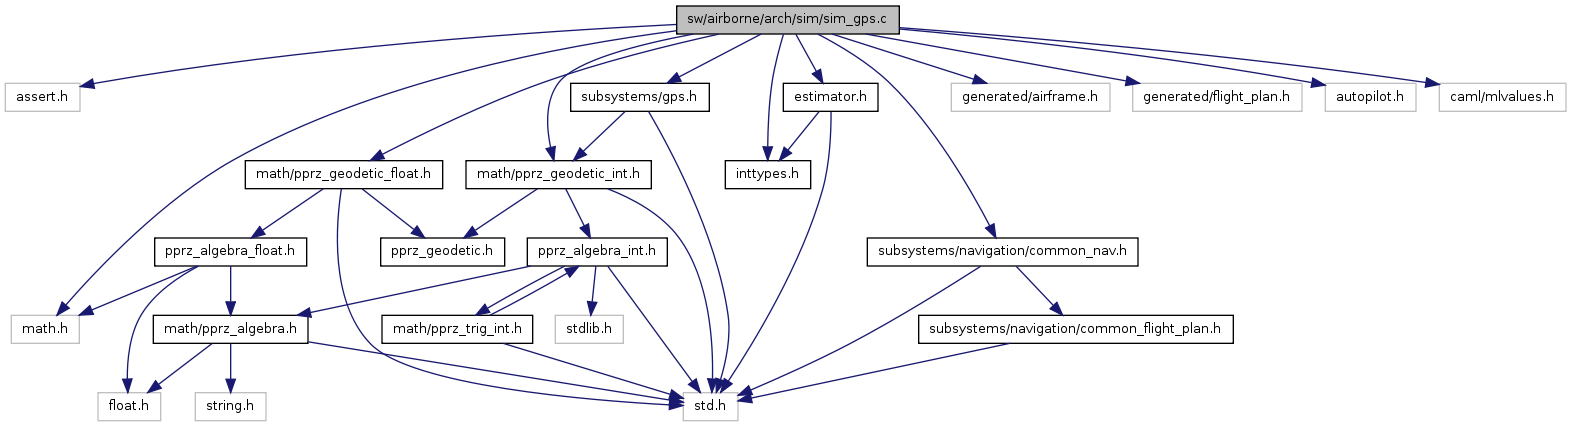 sw/airborne/arch/sim/sim_gps.c
assert.h
subsystems/gps.h
estimator.h
generated/airframe.h
generated/flight_plan.h
autopilot.h
caml/mlvalues.h
math/pprz_geodetic_float.h
math/pprz_geodetic_int.h
inttypes.h
pprz_algebra_float.h
pprz_geodetic.h
pprz_algebra_int.h
subsystems/navigation/common_nav.h
math.h
math/pprz_algebra.h
math/pprz_trig_int.h
stdlib.h
subsystems/navigation/common_flight_plan.h
float.h
string.h
std.h